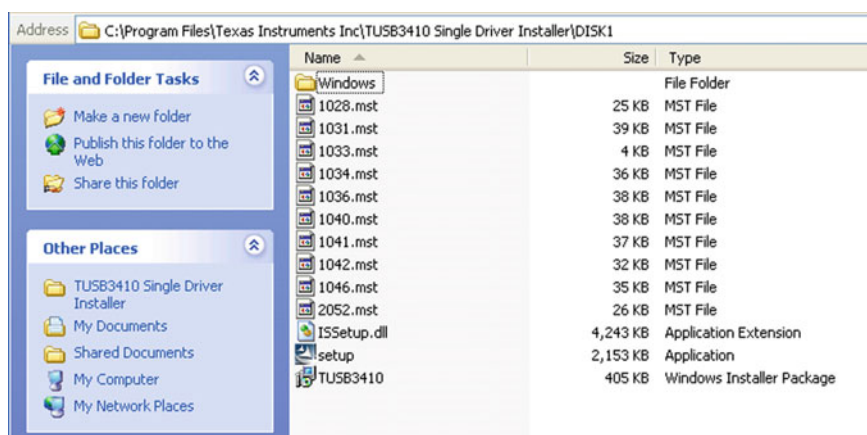 Address C:\Program Files\Texas Instruments Inc\TUSB3410 Single Driver Installer\DISK1
File and Folder Tasks
Make a new folder
Publish this folder to the
Web
Share this folder
Other Places
TUSB3410 Single Driver
Installer
My Documents
Shared Documents
My Computer
My Network Places
Name Size Type
Windows File Folder
1028.mst 25 KB MST File
1031.mst 39 KB MST File
1033.mst 4 KB MST File
1034.mst 36 KB MST File
1036.mst 38 KB MST File
1040.mst 38 KB MST File
1041.mst 37 KB MST File
1042.mst 32 KB MST File
1046.mst 35 KB MST File
2052.mst 26 KB MST File
ISSetup.dll 4,243 KB Application Extension
setup 2,153 KB Application
TUSB3410 405 KB Windows Installer Package